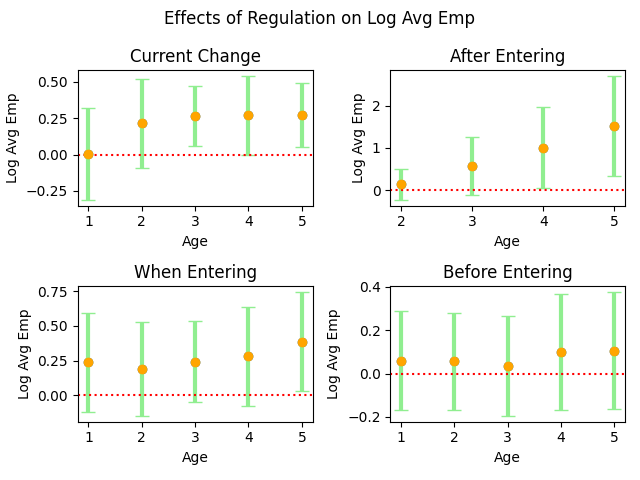 Effects of Regulation on Log Avg Emp
Current Change
Log Avg Emp
0.50
0.25
0.00
−0.25
1 2 3 4 5
Age
After Entering
Log Avg Emp
2
1
0
2 3 4 5
Age
When Entering
Log Avg Emp
0.75
0.50
0.25
0.00
1 2 3 4 5
Age
Before Entering
Log Avg Emp
0.4
0.2
0.0
−0.2
1 2 3 4 5
Age